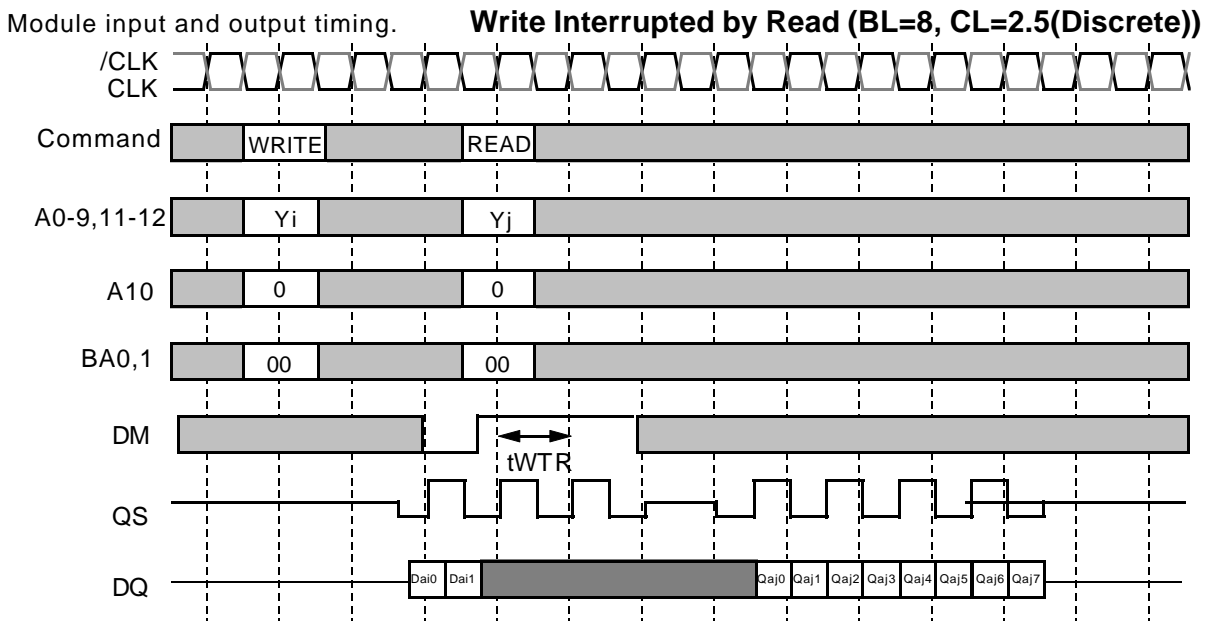 Module input and output timing. Write Interrupted by Read (BL=8, CL=2.5(Discrete))
/CLK
CLK
Command WRITE READ
A0-9,11-12 Yi Yj
A10 0 0
BA0,1 00 00
DM
tWTR
QS
DQ Dai0 Dai1 Qaj0 Qaj1 Qaj2 Qaj3 Qaj4 Qaj5 Qaj6 Qaj7